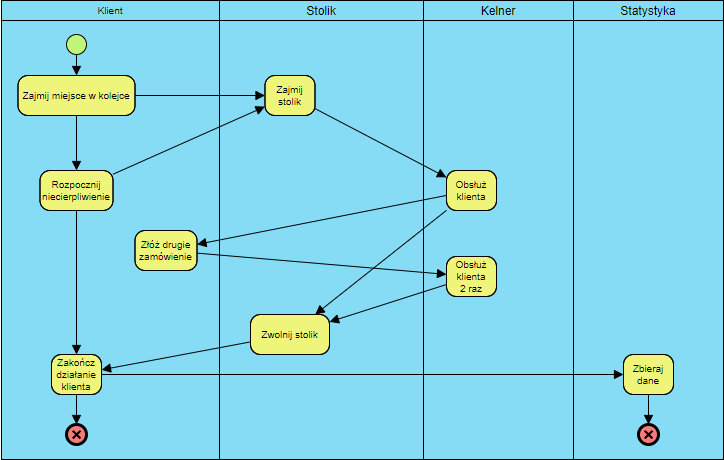 Klient
Stolik
Kelner
Statystyka
Zajmij miejsce w kolejce
Zajmij
stolik
Rozpocznij
niecierpliwienie
Obsłuż
klienta
Złóż drugie
zamówienie
Obsłuż
klienta
2 raz
Zwolnij stolik
Zakończ
działanie
klienta
Zbieraj
dane